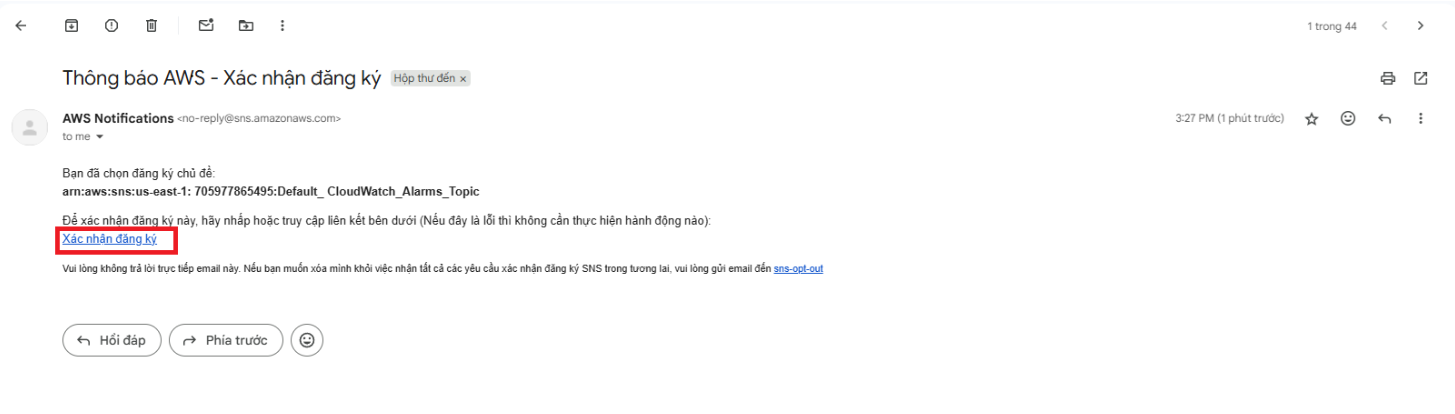 1 trong 44
Thông báo AWS - Xác nhận đăng ký Hộp thư đến ×
AWS Notifications <no-reply@sns.amazonaws.com> 3:27 PM (1 phút trước)
to me
Bạn đã chọn đăng ký chủ đề:
arn:aws:sns:us-east-1: 705977865495:Default_ CloudWatch_Alarms_Topic
Để xác nhận đăng ký này, hãy nhấp hoặc truy cập liên kết bên dưới (Nếu đây là lỗi thì không cần thực hiện hành động nào):
Xác nhận đăng ký
Vui lòng không trả lời trực tiếp email này. Nếu bạn muốn xóa mình khỏi việc nhận tất cả các yêu cầu xác nhận đăng ký SNS trong tương lai, vui lòng gửi email đến sns-opt-out
Hồi đáp Phía trước